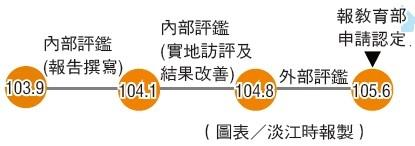 報教育部
申請認定
內部評鑑
(報告撰寫)
內部評鑑
(實地訪評及
結果改善)
外部評鑑
103.9
104.1
104.8
105.6
(圖表／淡江時報製)